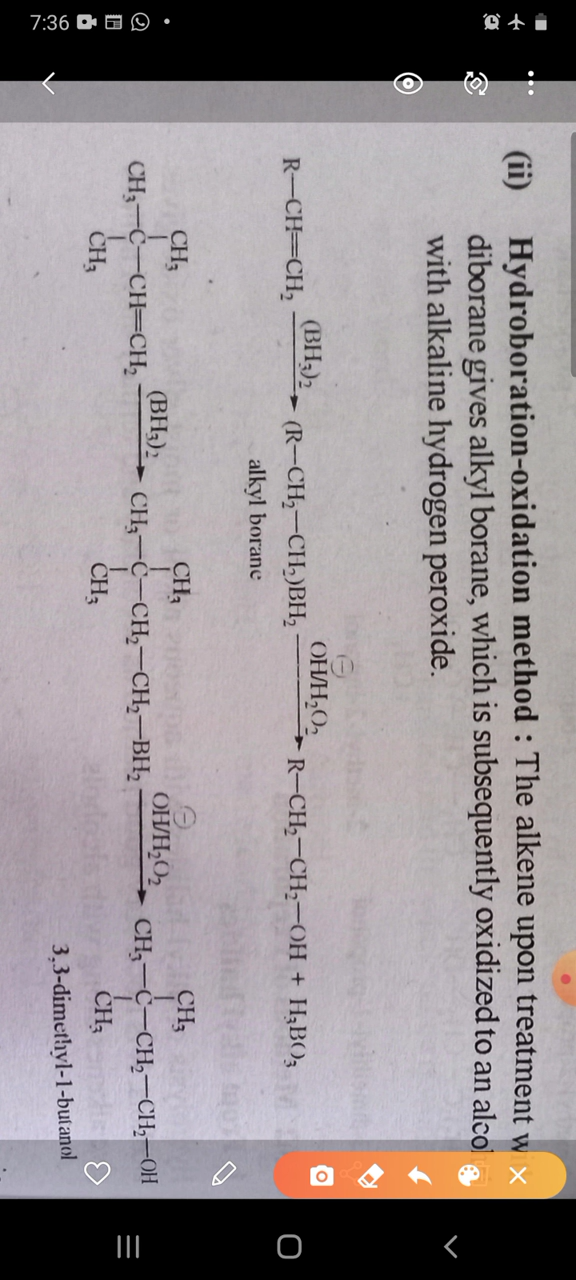 7:36
(ii) Hydroboration-oxidation method : The alkene upon treatment
diborane gives alkyl borane, which is subsequently oxidized to an
with alkaline hydrogen peroxide.
R—CH=CH₂ —(BH₃)₂→ (R—CH₂—CH₂)BH₂ —⊖OH/H₂O₂→ R—CH₂—CH₂—OH + H₃BO₃
alkyl borane
CH₃ CH₃ CH₃
CH₃—C—CH=CH₂ —(BH₃)₂→ CH₃—C—CH₂—CH₂—BH₂ —⊖OH/H₂O₂→ CH₃—C—CH₂—CH₂—OH
CH₃ CH₃ CH₃
3,3-dimethyl-1-butanol